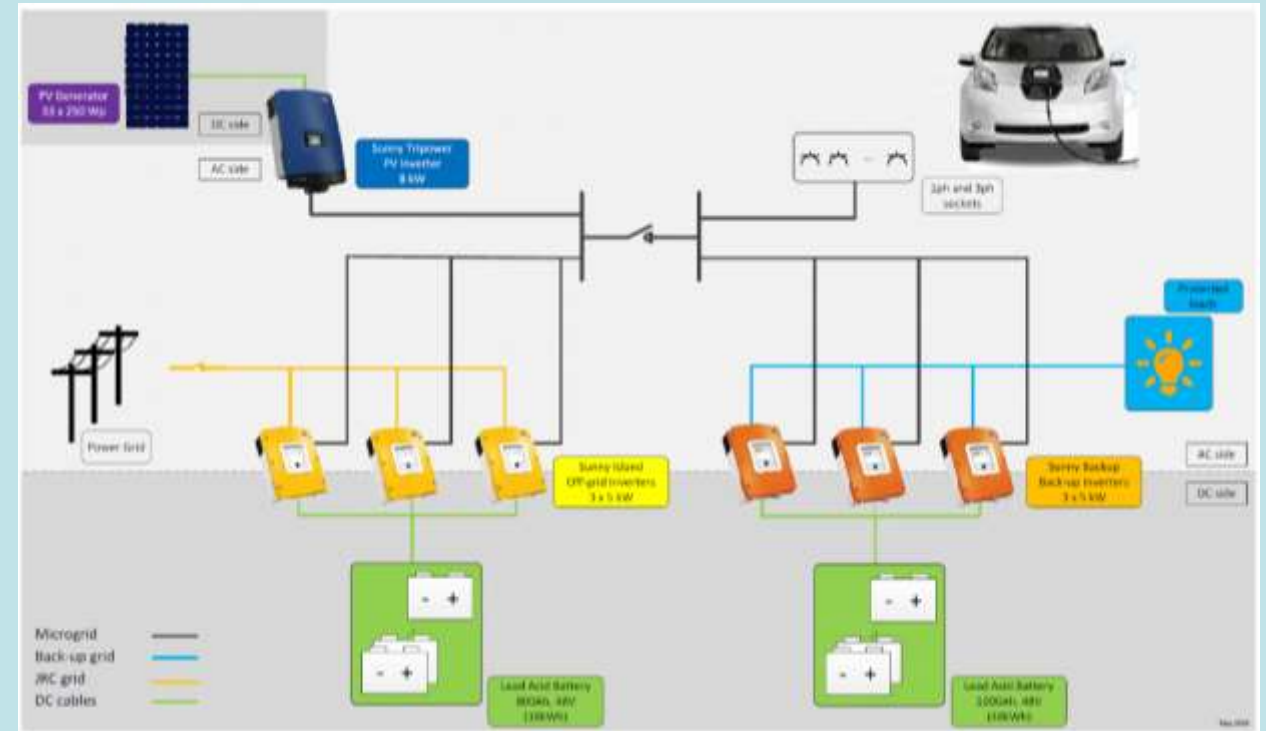 PV Generator
33 x 250 Wp
DC side
AC side
Sunny Tripower
PV Inverter
8 kW
1ph and 3ph
sockets
Protected
loads
Power Grid
Sunny Island
Off-grid Inverters
3 x 5 kW
Sunny Backup
Back-up Inverters
3 x 5 kW
AC side
DC side
- +
- +
- +
- +
Microgrid
Back-up grid
JRC grid
DC cables
Lead Acid Battery
800Ah, 48V
Lead Acid Battery
48V